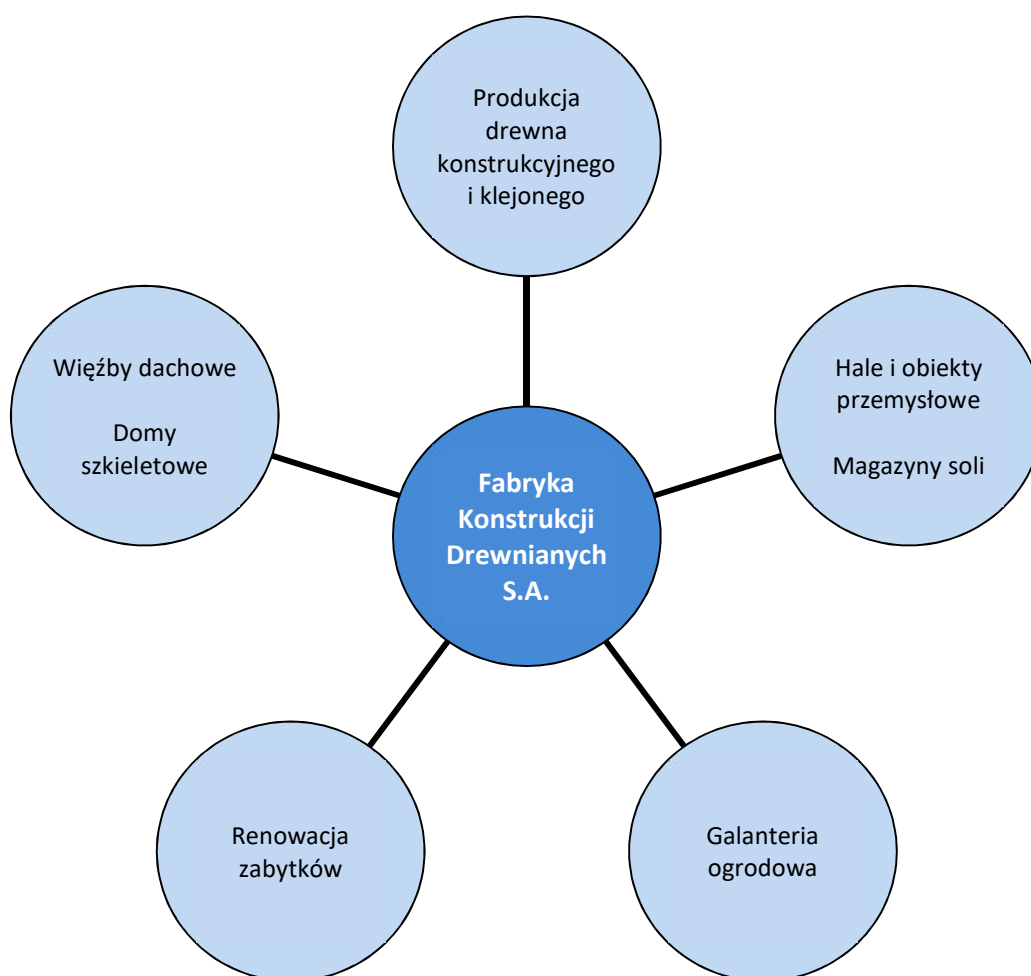 Produkcja
drewna
konstrukcyjnego
i klejonego
Więźby dachowe
Domy
szkieletowe
Hale i obiekty
przemysłowe
Magazyny soli
Fabryka
Konstrukcji
Drewnianych
S.A.
Renowacja
zabytków
Galanteria
ogrodowa